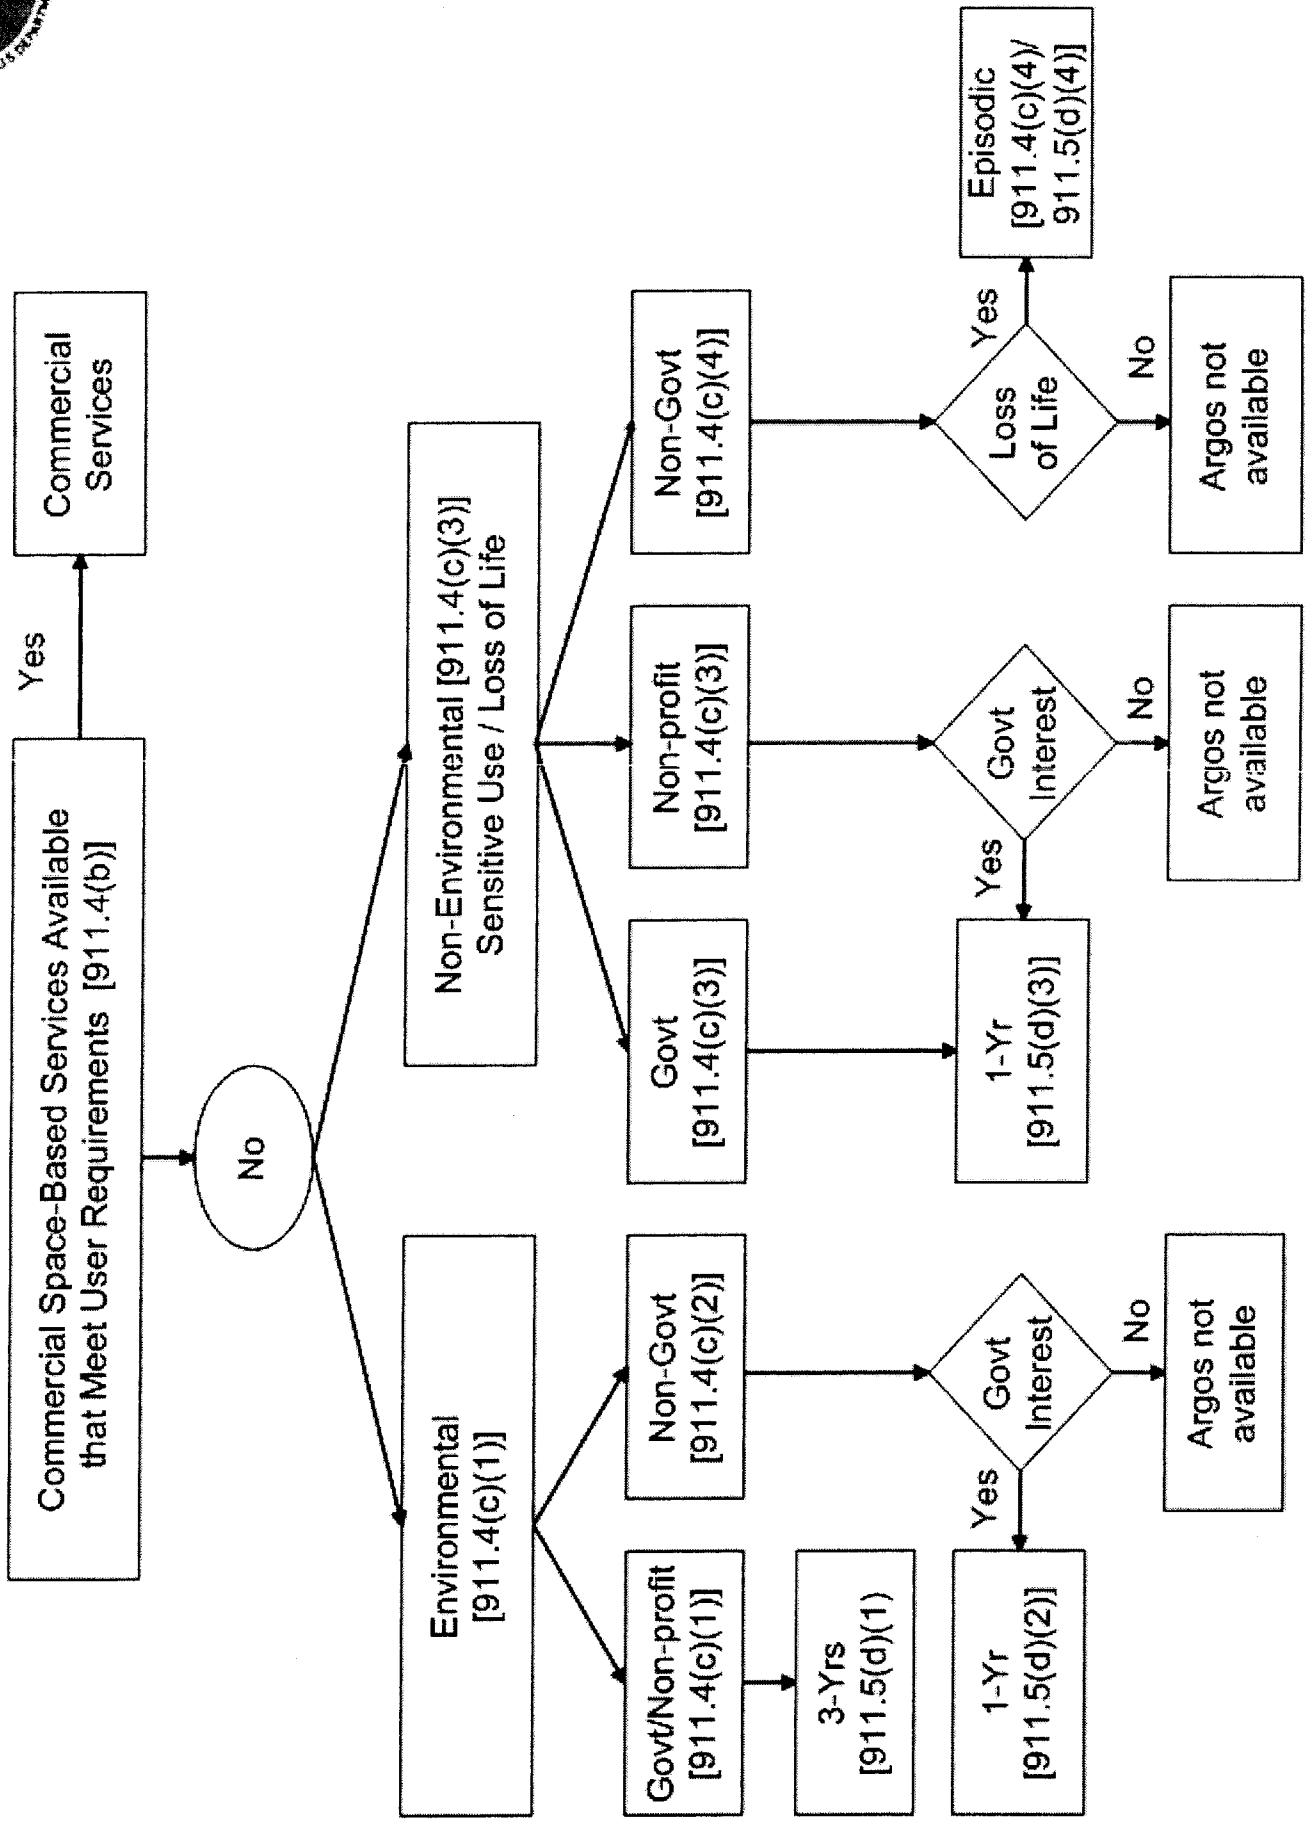 U.S. DEPARTM
Commercial Space-Based Services Available
that Meet User Requirements [911.4(b)]
Yes
Commercial
Services
No
Environmental
[911.4(c)(1)]
Non-Environmental [911.4(c)(3)]
Sensitive Use / Loss of Life
Govt/Non-profit
[911.4(c)(1)]
Non-Govt
[911.4(c)(2)]
Govt
[911.4(c)(3)]
Non-profit
[911.4(c)(3)]
Non-Govt
[911.4(c)(4)]
3-Yrs
[911.5(d)(1)
1-Yr
[911.5(d)(2)]
Yes
Govt
Interest
No
Argos not
available
1-Yr
[911.5(d)(3)]
Yes
Govt
Interest
No
Argos not
available
Loss
of Life
Yes
Episodic
[911.4(c)(4)/
911.5(d)(4)]
No
Argos not
available